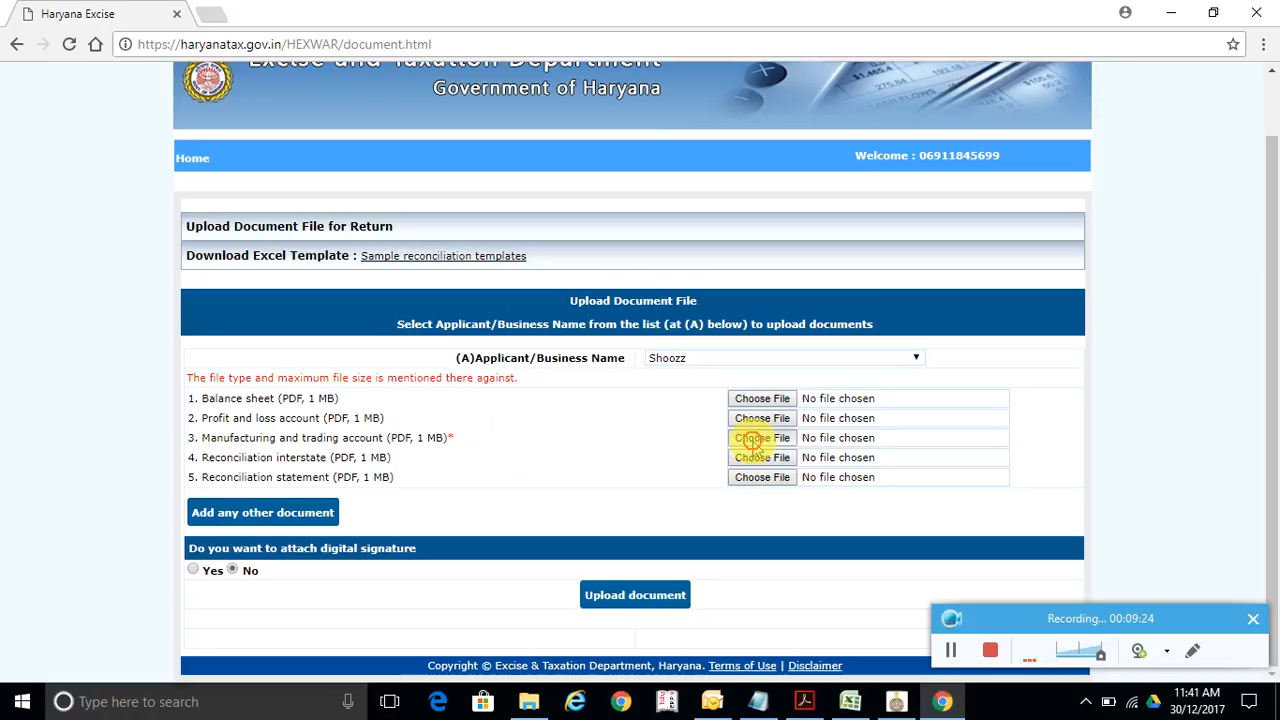 Haryana Excise
https://haryanatax.gov.in/HEXWAR/document.html
Excise and Taxation Department
Government of Haryana
Home
Welcome : 06911845699
Upload Document File for Return
Download Excel Template : Sample reconciliation templates
Upload Document File
Select Applicant/Business Name from the list (at (A) below) to upload documents
(A)Applicant/Business Name Shoozz
The file type and maximum file size is mentioned there against.
1. Balance sheet (PDF, 1 MB) Choose File No file chosen
2. Profit and loss account (PDF, 1 MB) Choose File No file chosen
3. Manufacturing and trading account (PDF, 1 MB)* Choose File No file chosen
4. Reconciliation interstate (PDF, 1 MB) Choose File No file chosen
5. Reconciliation statement (PDF, 1 MB) Choose File No file chosen
Add any other document
Do you want to attach digital signature
Yes No
Upload document
Recording... 00:09:24
Copyright © Excise & Taxation Department, Haryana. Terms of Use | Disclaimer
Type here to search
11:41 AM
30/12/2017